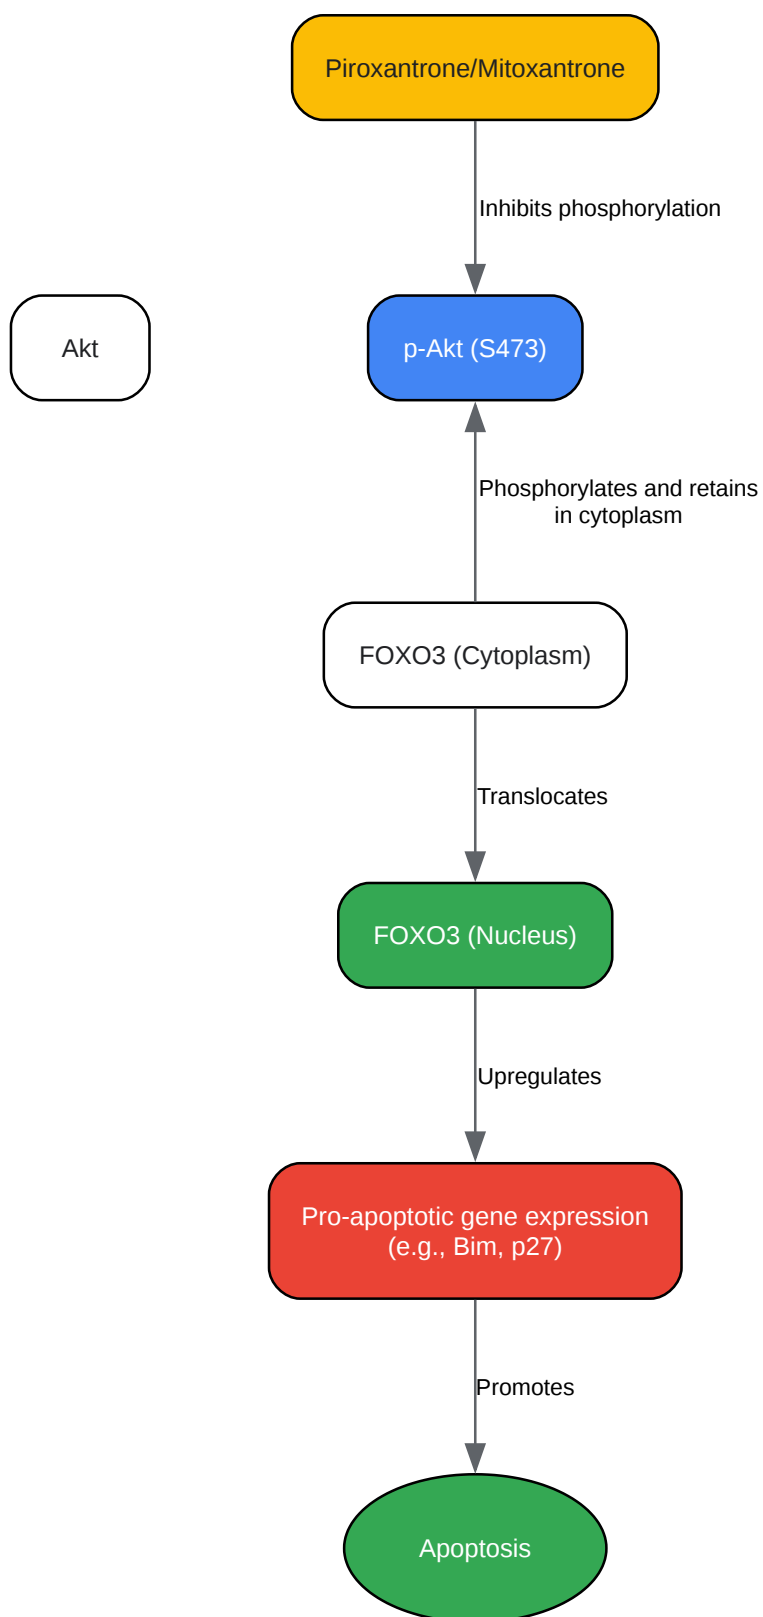 Piroxantrone/Mitoxantrone
Inhibits phosphorylation
Akt
p-Akt (S473)
Phosphorylates and retains
in cytoplasm
FOXO3 (Cytoplasm)
Translocates
FOXO3 (Nucleus)
Upregulates
Pro-apoptotic gene expression
(e.g., Bim, p27)
Promotes
Apoptosis